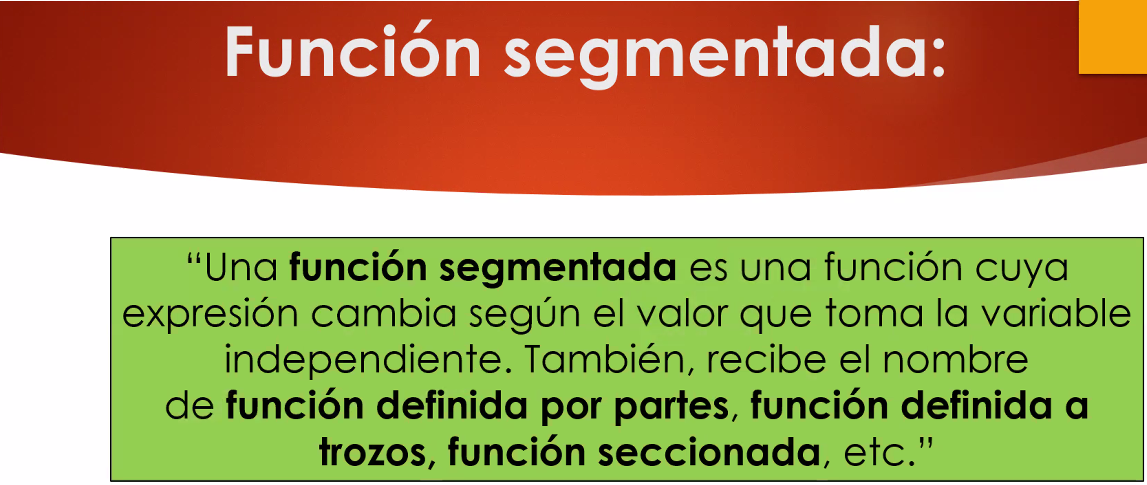 Función segmentada:
“Una función segmentada es una función cuya
expresión cambia según el valor que toma la variable
independiente. También, recibe el nombre
de función definida por partes, función definida a
trozos, función seccionada, etc.”